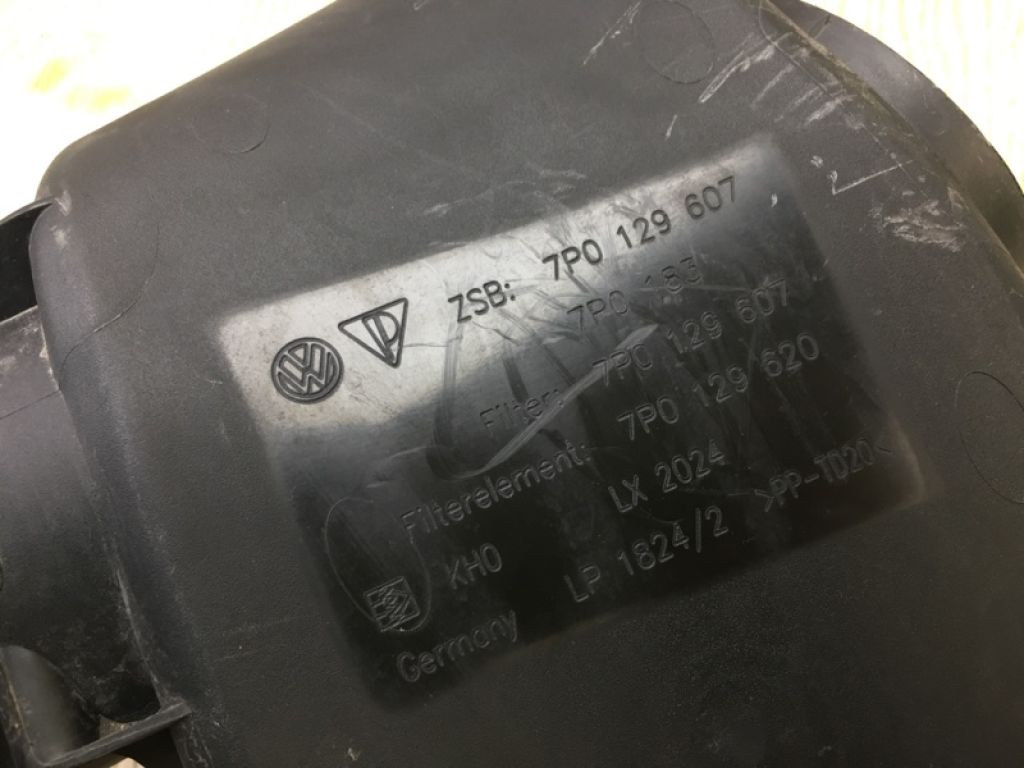 ZSB: 7P0 129 607
7P0 183
Filter: 7P0 129 607
Filterelement: 7P0 129 620
KHO LX 2024
Germany LP 1824/2 >PP-TD20<